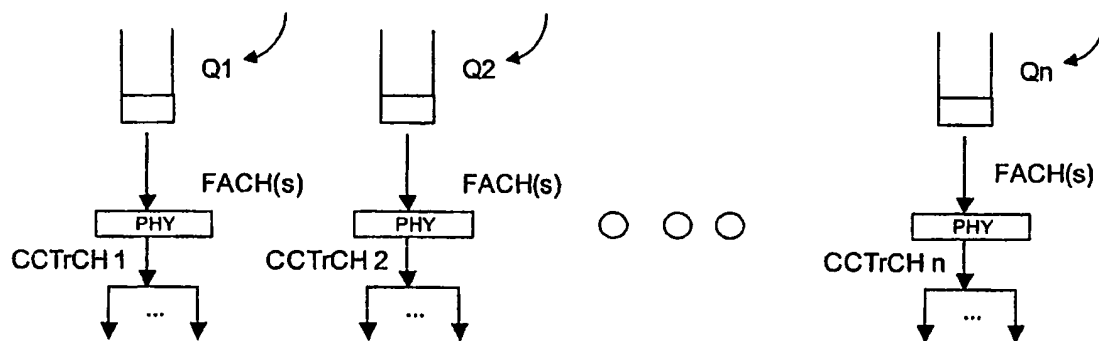 Q1 Q2 Qn
FACH(s) FACH(s) FACH(s)
PHY PHY PHY
CCTrCH 1 CCTrCH 2 CCTrCH n
... ... ...